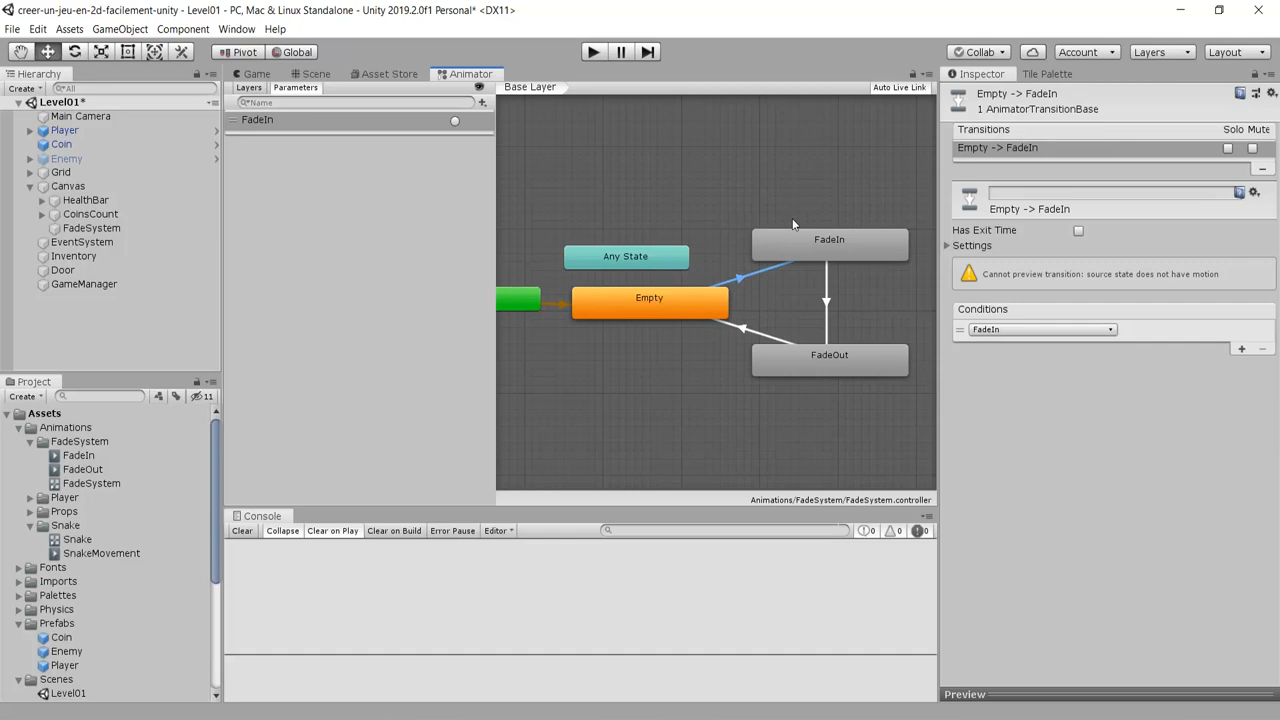 creer-un-jeu-en-2d-facilement-unity - Level01 - PC, Mac & Linux Standalone - Unity 2019.2.0f1 Personal* <DX11>
File Edit Assets GameObject Component Window Help
Pivot Global Collab Account Layers Layout
Hierarchy
Create All
Level01*
Main Camera
Player
Coin
Enemy
Grid
Canvas
HealthBar
CoinsCount
FadeSystem
EventSystem
Inventory
Door
GameManager
Project
Create 11
Assets
Animations
FadeSystem
FadeIn
FadeOut
FadeSystem
Player
Props
Snake
Snake
SnakeMovement
Fonts
Imports
Palettes
Physics
Prefabs
Coin
Enemy
Player
Scenes
Level01
Game Scene Asset Store Animator
Layers Parameters Base Layer Auto Live Link
Name
FadeIn
FadeIn
Any State
Empty
FadeOut
Animations/FadeSystem/FadeSystem.controller
Console
Clear Collapse Clear on Play Clear on Build Error Pause Editor 0 0 0
Inspector Tile Palette
Empty -> FadeIn
1 AnimatorTransitionBase
Transitions Solo Mute
Empty -> FadeIn
Empty -> FadeIn
Has Exit Time
Settings
Cannot preview transition: source state does not have motion
Conditions
FadeIn
Preview